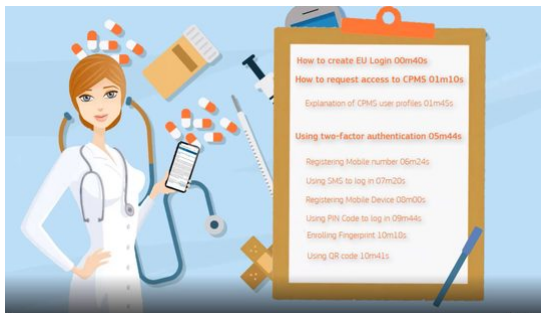 How to create EU Login 00m40s
How to request access to CPMS 01m10s
Explanation of CPMS user profiles 01m45s
Using two-factor authentication 05m44s
Registering Mobile number 06m24s
Using SMS to log in 07m20s
Registering Mobile Device 08m00s
Using PIN Code to log in 09m44s
Enrolling Fingerprint 10m10s
Using QR code 10m41s